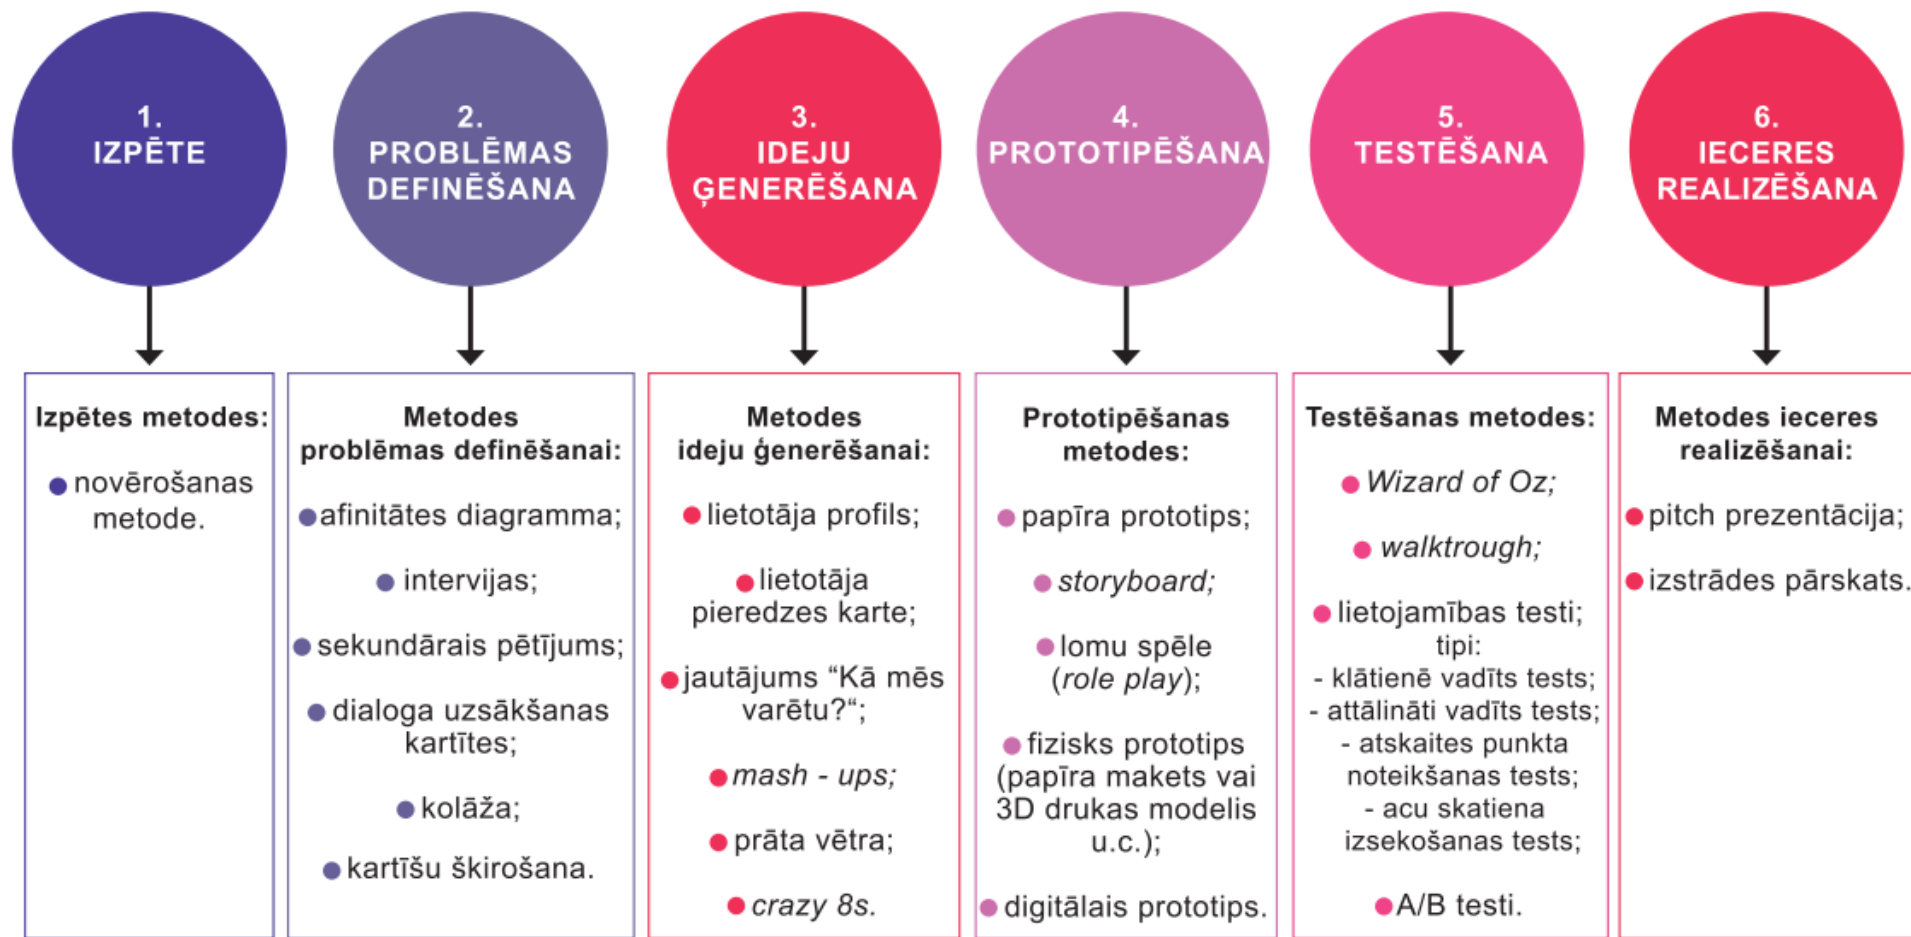 1.
IZPĒTE
2.
PROBLĒMAS
DEFINĒŠANA
3.
IDEJU
ĢENERĒŠANA
4.
PROTOTIPĒŠANA
5.
TESTĒŠANA
6.
IECERES
REALIZĒŠANA
Izpētes metodes:
● novērošanas
metode.
Metodes
problēmas definēšanai:
● afinitātes diagramma;
● intervijas;
● sekundārais pētījums;
● dialoga uzsākšanas
kartītes;
● kolāža;
● kartīšu škirošana.
Metodes
ideju ģenerēšanai:
● lietotāja profils;
● lietotāja
pieredzes karte;
● jautājums “Kā mēs
varētu?“;
● mash - ups;
● prāta vētra;
● crazy 8s.
Prototipēšanas
metodes:
● papīra prototips;
● storyboard;
● lomu spēle
(role play);
● fizisks prototips
(papīra makets vai
3D drukas modelis
u.c.);
● digitālais prototips.
Testēšanas metodes:
● Wizard of Oz;
● walktrough;
● lietojamības testi;
tipi:
- klātienē vadīts tests;
- attālināti vadīts tests;
- atskaites punkta
noteikšanas tests;
- acu skatiena
izsekošanas tests;
● A/B testi.
Metodes ieceres
realizēšanai:
● pitch prezentācija;
● izstrādes pārskats.